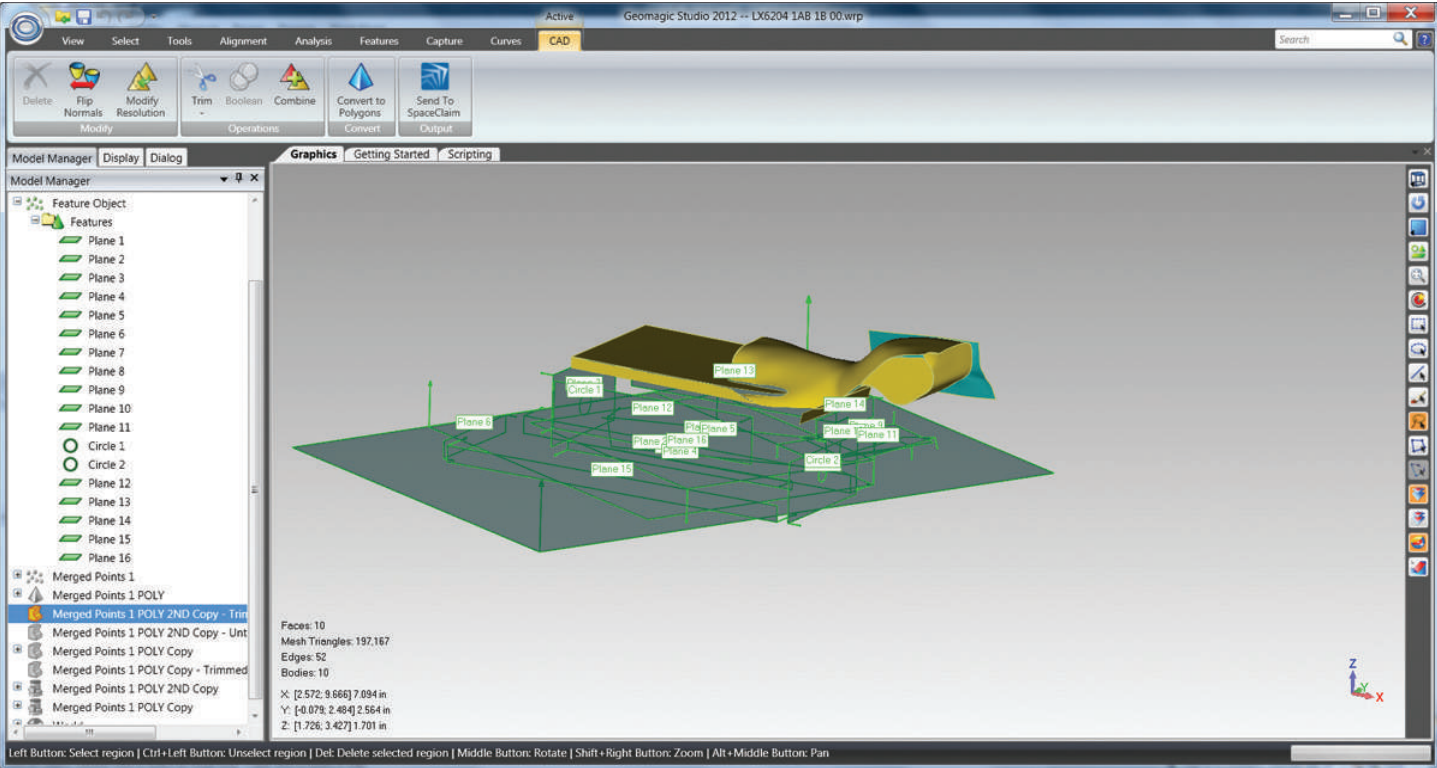 Active
Geomagic Studio 2012 -- LX6204 1AB 1B 00.wrp
View Select Tools Alignment Analysis Features Capture Curves CAD
Search
Delete
Flip Normals
Modify Resolution
Trim
Boolean
Combine
Convert to Polygons
Send To SpaceClaim
Modify Operations Convert Output
Model Manager Display Dialog
Graphics Getting Started Scripting
Model Manager
Feature Object
Features
Plane 1
Plane 2
Plane 3
Plane 4
Plane 5
Plane 6
Plane 7
Plane 8
Plane 9
Plane 10
Plane 11
Circle 1
Circle 2
Plane 12
Plane 13
Plane 14
Plane 15
Plane 16
Merged Points 1
Merged Points 1 POLY
Merged Points 1 POLY 2ND Copy - Trin
Merged Points 1 POLY 2ND Copy - Unt
Merged Points 1 POLY Copy
Merged Points 1 POLY Copy - Trimmed
Merged Points 1 POLY 2ND Copy
Merged Points 1 POLY Copy
Plane 13
Circle 1
Plane 12
Plane 14
Plane 6
Plane 5
Plane 9
Plane 11
Plane 16
Plane 4
Circle 2
Plane 15
Faces: 10
Mesh Triangles: 197,167
Edges: 52
Bodies: 10
X: [2.572; 9.666] 7.094 in
Y: [-0.079; 2.484] 2.564 in
Z: [1.726; 3.427] 1.701 in
Z
Y
X
Left Button: Select region | Ctrl+Left Button: Unselect region | Del: Delete selected region | Middle Button: Rotate | Shift+Right Button: Zoom | Alt+Middle Button: Pan